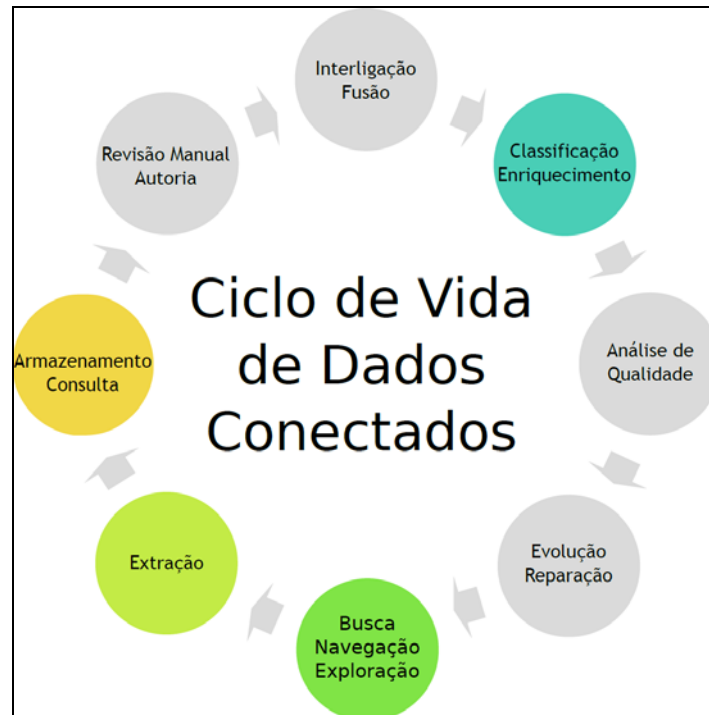 Interligação
Fusão
Classificação
Enriquecimento
Análise de
Qualidade
Evolução
Reparação
Busca
Navegação
Exploração
Extração
Armazenamento
Consulta
Revisão Manual
Autoria
Ciclo de Vida
de Dados
Conectados